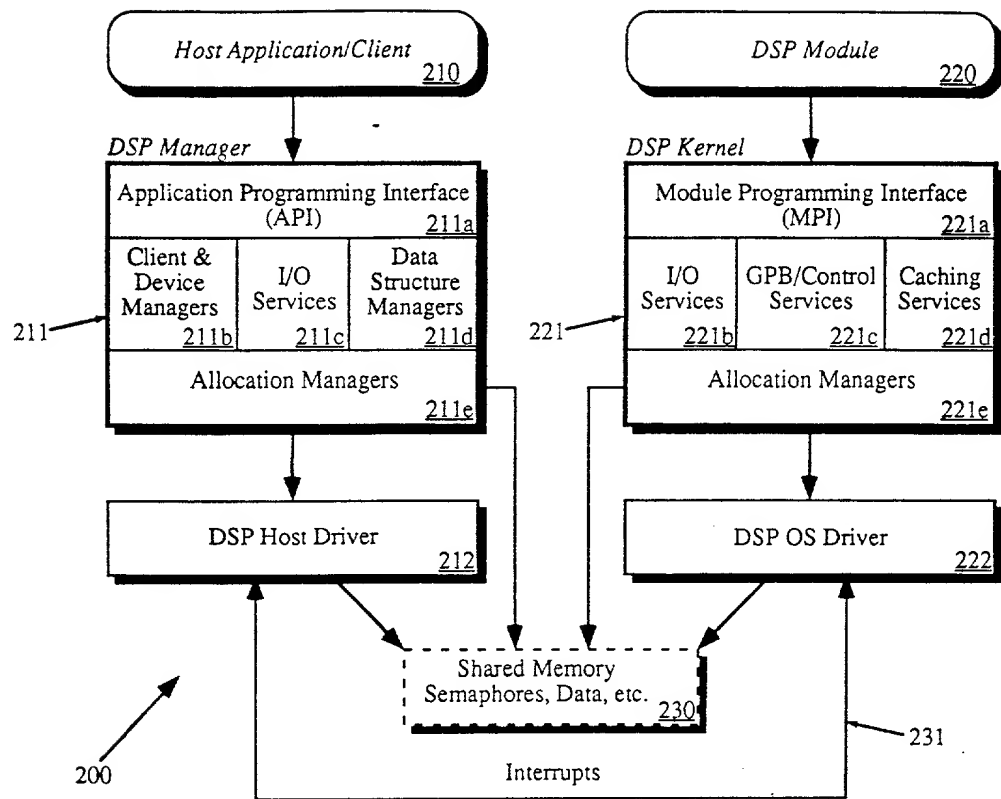 Host Application/Client
210
DSP Module
220
DSP Manager
Application Programming Interface
(API)
211a
Client &
Device
Managers
211b
I/O
Services
211c
Data
Structure
Managers
211d
Allocation Managers
211e
211
DSP Kernel
Module Programming Interface
(MPI)
221a
I/O
Services
221b
GPB/Control
Services
221c
Caching
Services
221d
Allocation Managers
221e
221
DSP Host Driver
212
DSP OS Driver
222
Shared Memory
Semaphores, Data, etc.
230
231
200
Interrupts